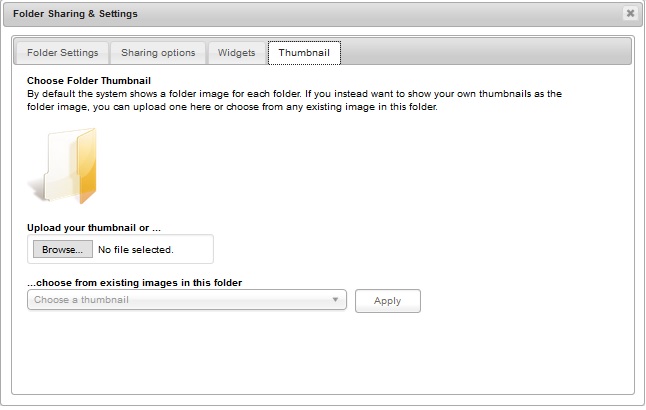 Folder Sharing & Settings
Folder Settings
Sharing options
Widgets
Thumbnail
Choose Folder Thumbnail
By default the system shows a folder image for each folder. If you instead want to show your own thumbnails as the
folder image, you can upload one here or choose from any existing image in this folder.
Upload your thumbnail or ...
Browse... No file selected.
...choose from existing images in this folder
Choose a thumbnail
Apply